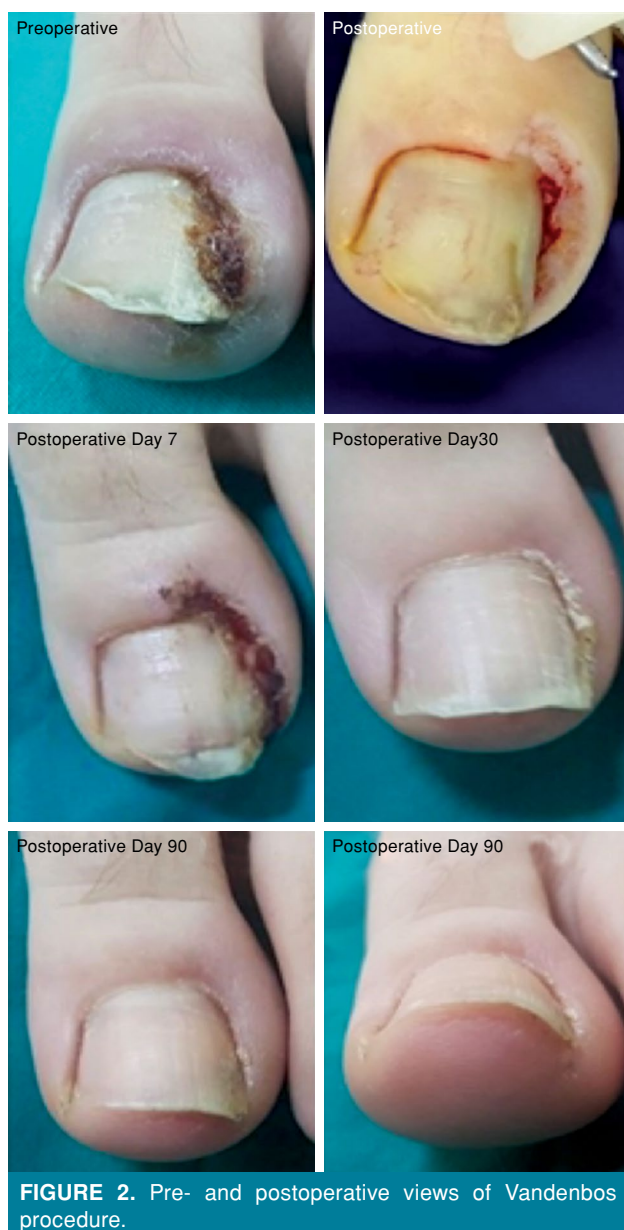 Preoperative
Postoperative
Postoperative Day 7
Postoperative Day30
Postoperative Day 90
Postoperative Day 90
FIGURE 2. Pre- and postoperative views of Vandenbos
procedure.